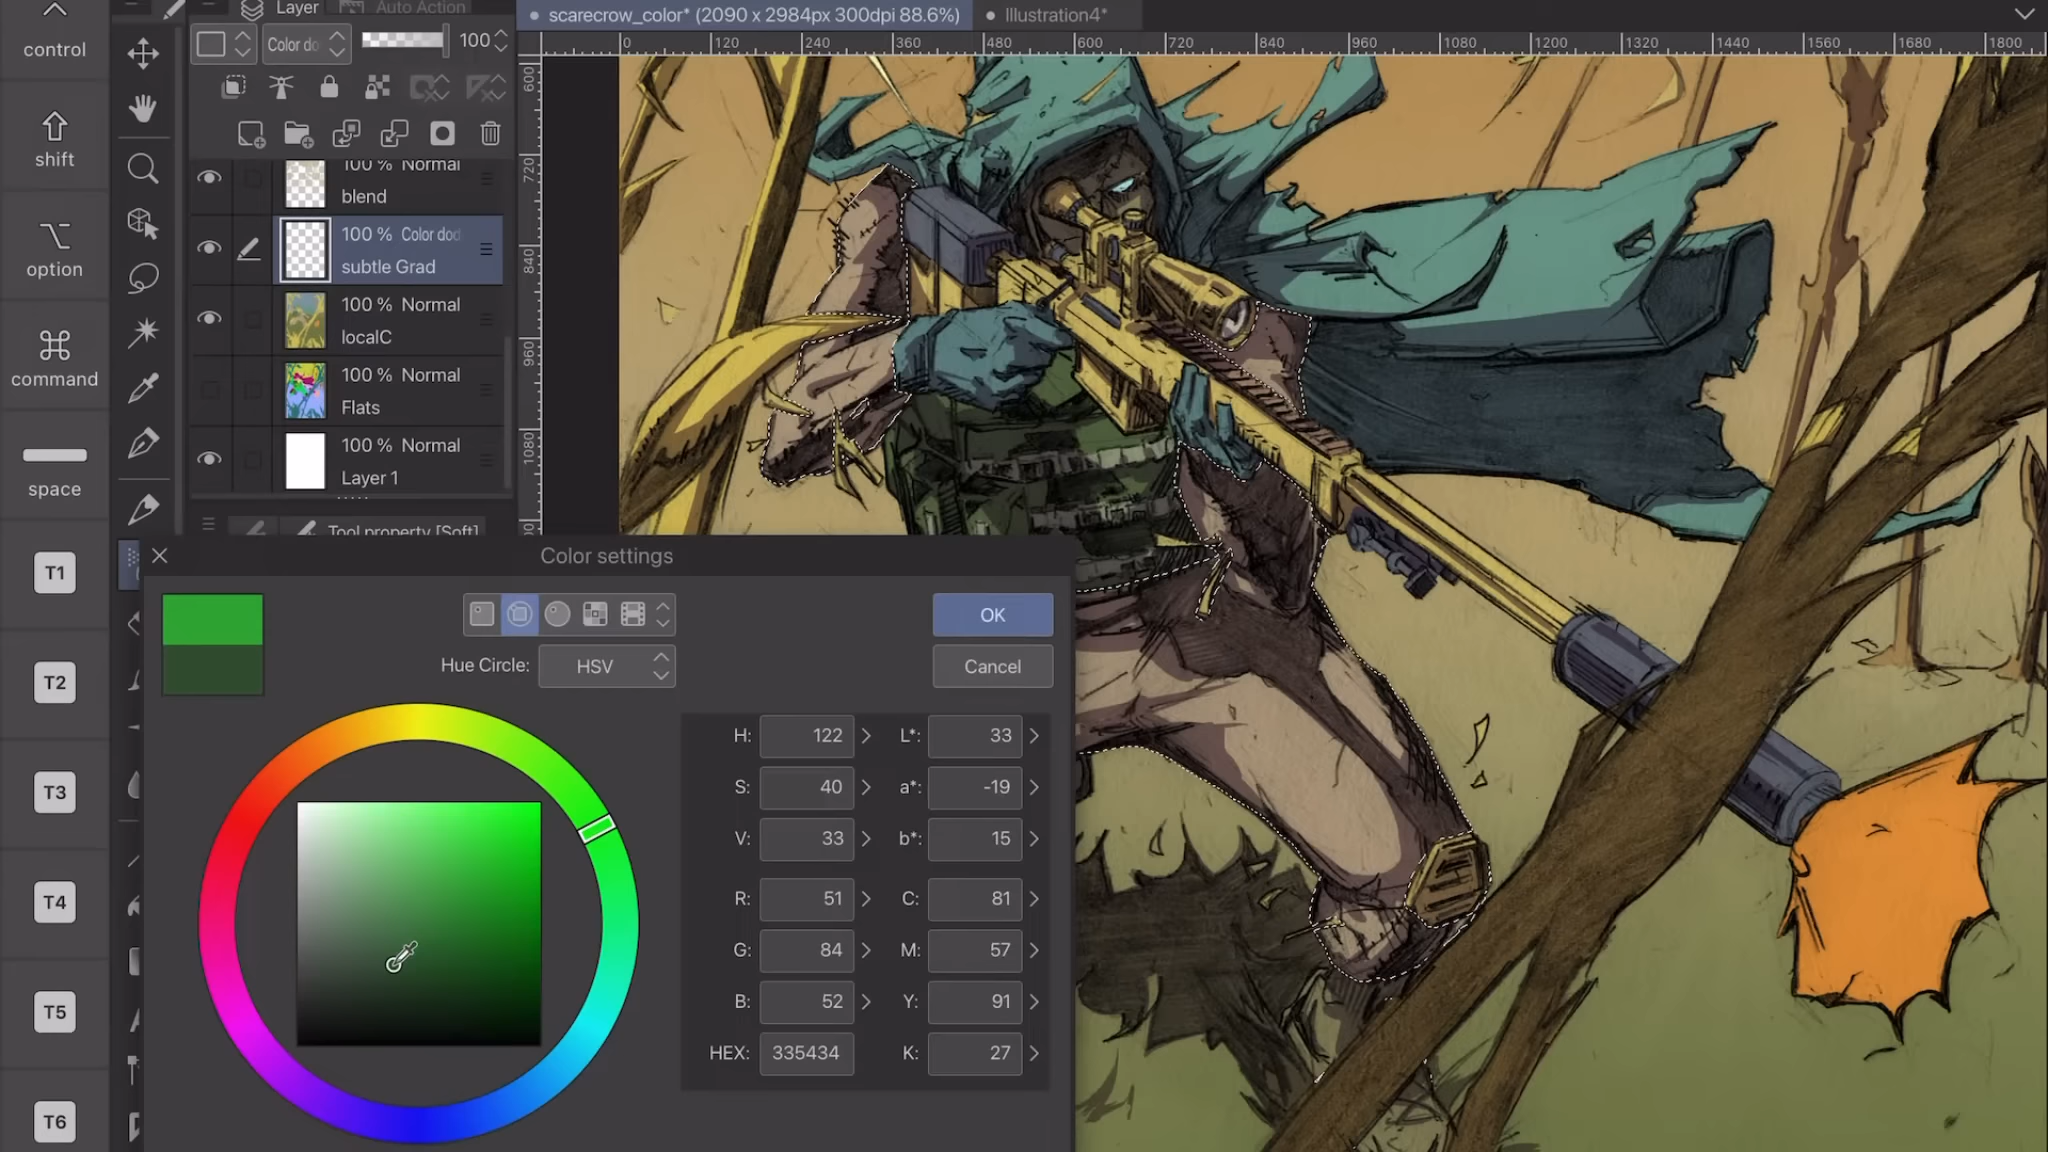 control
shift
option
command
space
T1
T2
T3
T4
T5
T6
Layer
Auto Action
Color do
100
100 % Normal
blend
100 % Color dod
subtle Grad
100 % Normal
localC
100 % Normal
Flats
100 % Normal
Layer 1
Tool property [Soft]
scarecrow_color* (2090 x 2984px 300dpi 88.6%)
Illustration4*
0 120 240 360 480 600 720 840 960 1080 1200 1320 1440 1560 1680 1800
600
720
840
960
1080
Color settings
OK
Hue Circle: HSV
Cancel
H: 122 L*: 33
S: 40 a*: -19
V: 33 b*: 15
R: 51 C: 81
G: 84 M: 57
B: 52 Y: 91
HEX: 335434 K: 27